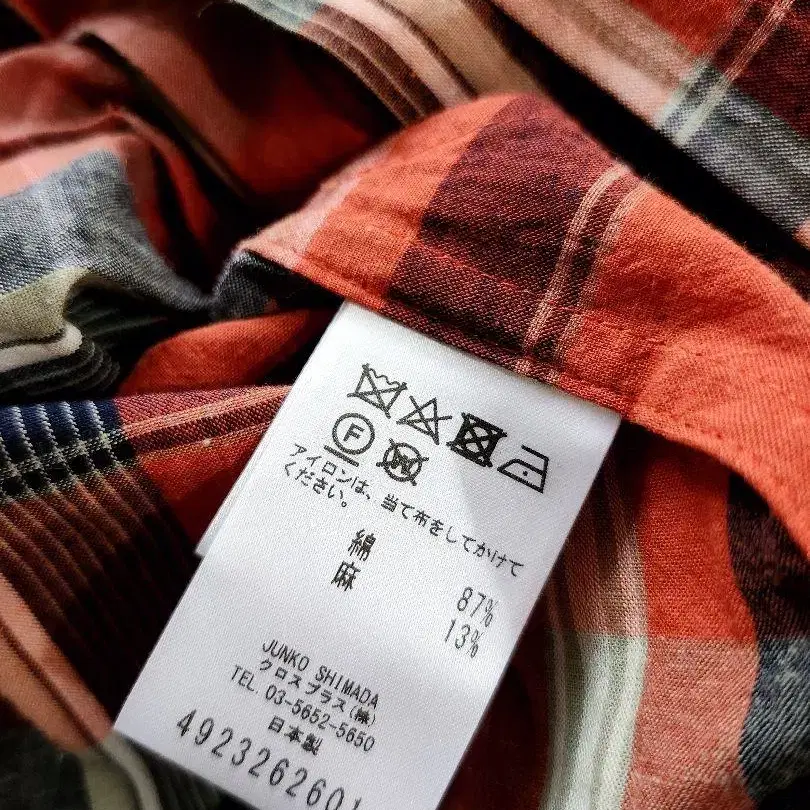 F
W
アイロンは、当て布をしてかけて
ください。
綿 87%
麻 13%
JUNKO SHIMADA
クロスプラス(株)
TEL. 03-5652-5650
日本製
4923262601